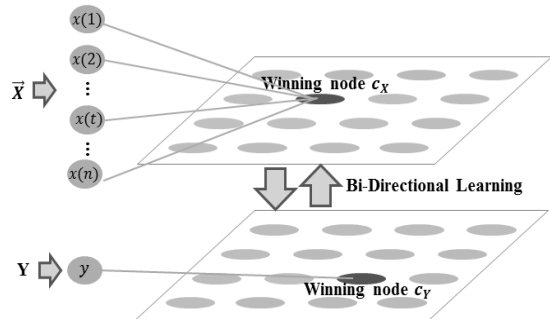 x(1)
x(2)
Winning node c_X
X⃗
⋮
x(t)
⋮
x(n)
Bi-Directional Learning
Y
y
Winning node c_Y